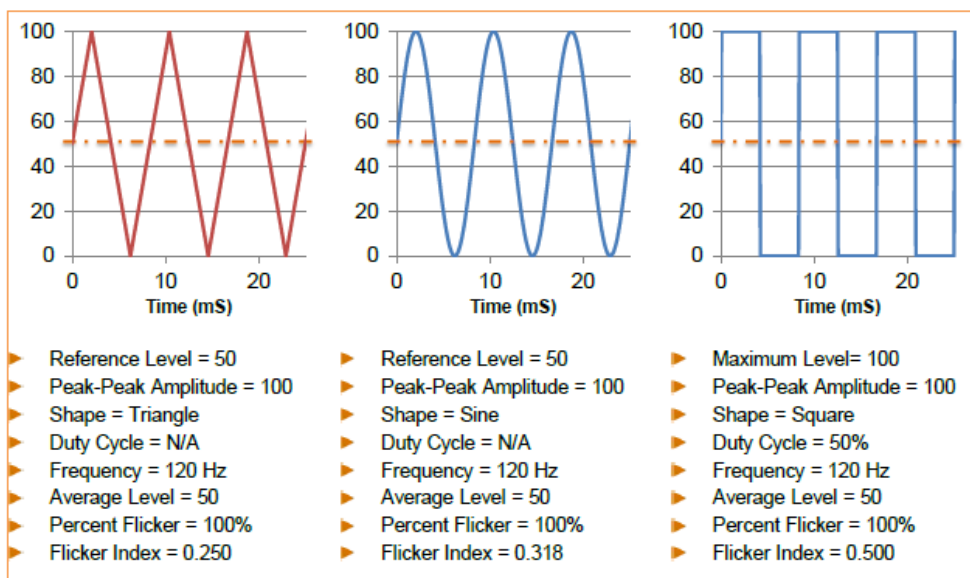 100
80
60
40
20
0
0 10 20
Time (mS)
100
80
60
40
20
0
0 10 20
Time (mS)
100
80
60
40
20
0
0 10 20
Time (mS)
Reference Level = 50
Peak-Peak Amplitude = 100
Shape = Triangle
Duty Cycle = N/A
Frequency = 120 Hz
Average Level = 50
Percent Flicker = 100%
Flicker Index = 0.250
Reference Level = 50
Peak-Peak Amplitude = 100
Shape = Sine
Duty Cycle = N/A
Frequency = 120 Hz
Average Level = 50
Percent Flicker = 100%
Flicker Index = 0.318
Maximum Level= 100
Peak-Peak Amplitude = 100
Shape = Square
Duty Cycle = 50%
Frequency = 120 Hz
Average Level = 50
Percent Flicker = 100%
Flicker Index = 0.500